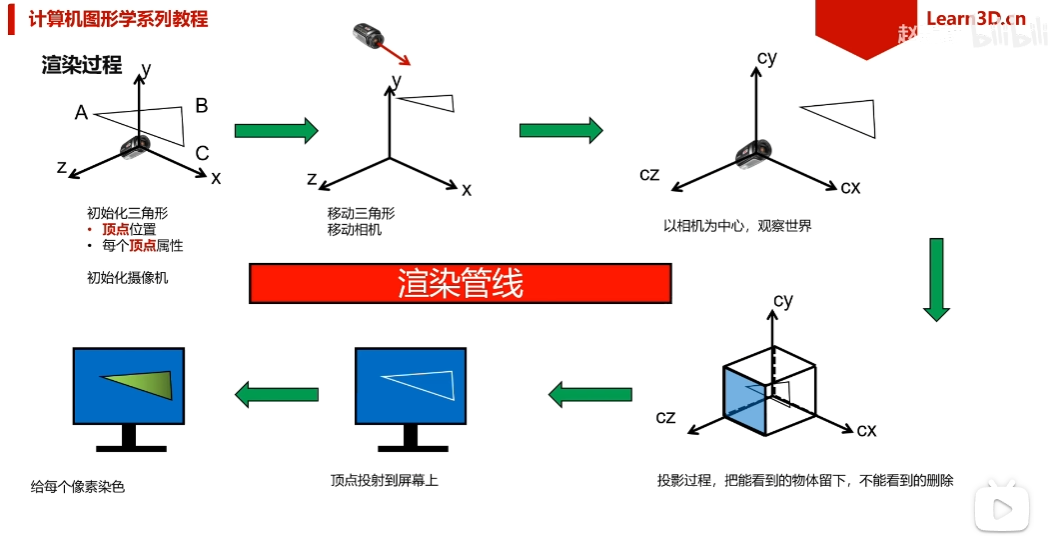 计算机图形学系列教程
Learn3D.cn
赵
bilibili
渲染过程
y
A
B
C
z
x
y
z
x
cy
cz
cx
初始化三角形
• 顶点位置
• 每个顶点属性
初始化摄像机
移动三角形
移动相机
以相机为中心，观察世界
渲染管线
cy
cz
cx
给每个像素染色
顶点投射到屏幕上
投影过程，把能看到的物体留下，不能看到的删除